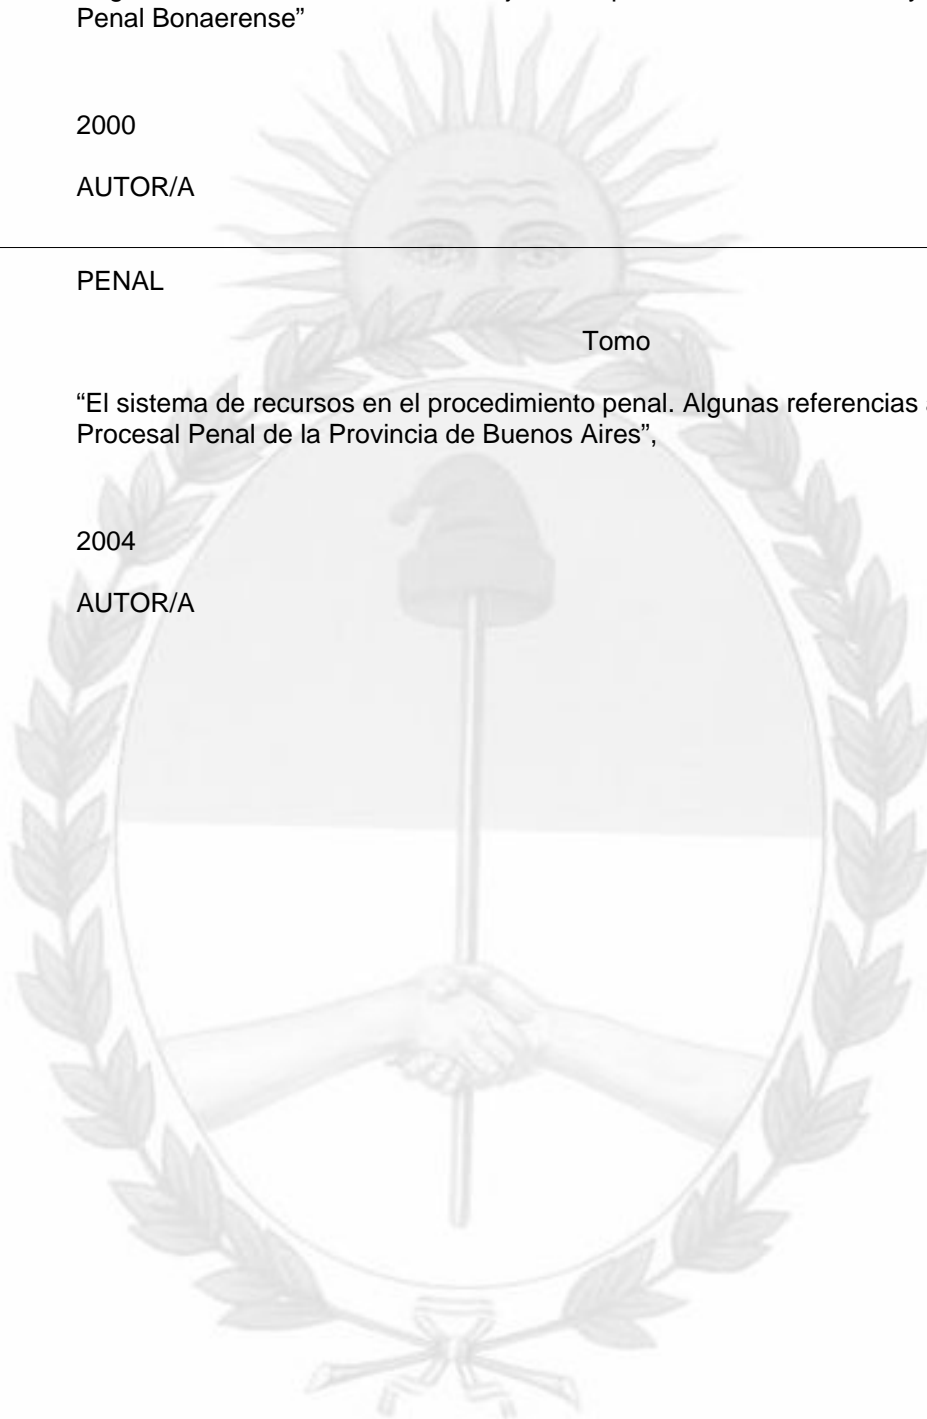 Penal Bonaerense”
2000
AUTOR/A
PENAL
Tomo
“El sistema de recursos en el procedimiento penal. Algunas referencias
Procesal Penal de la Provincia de Buenos Aires”,
2004
AUTOR/A